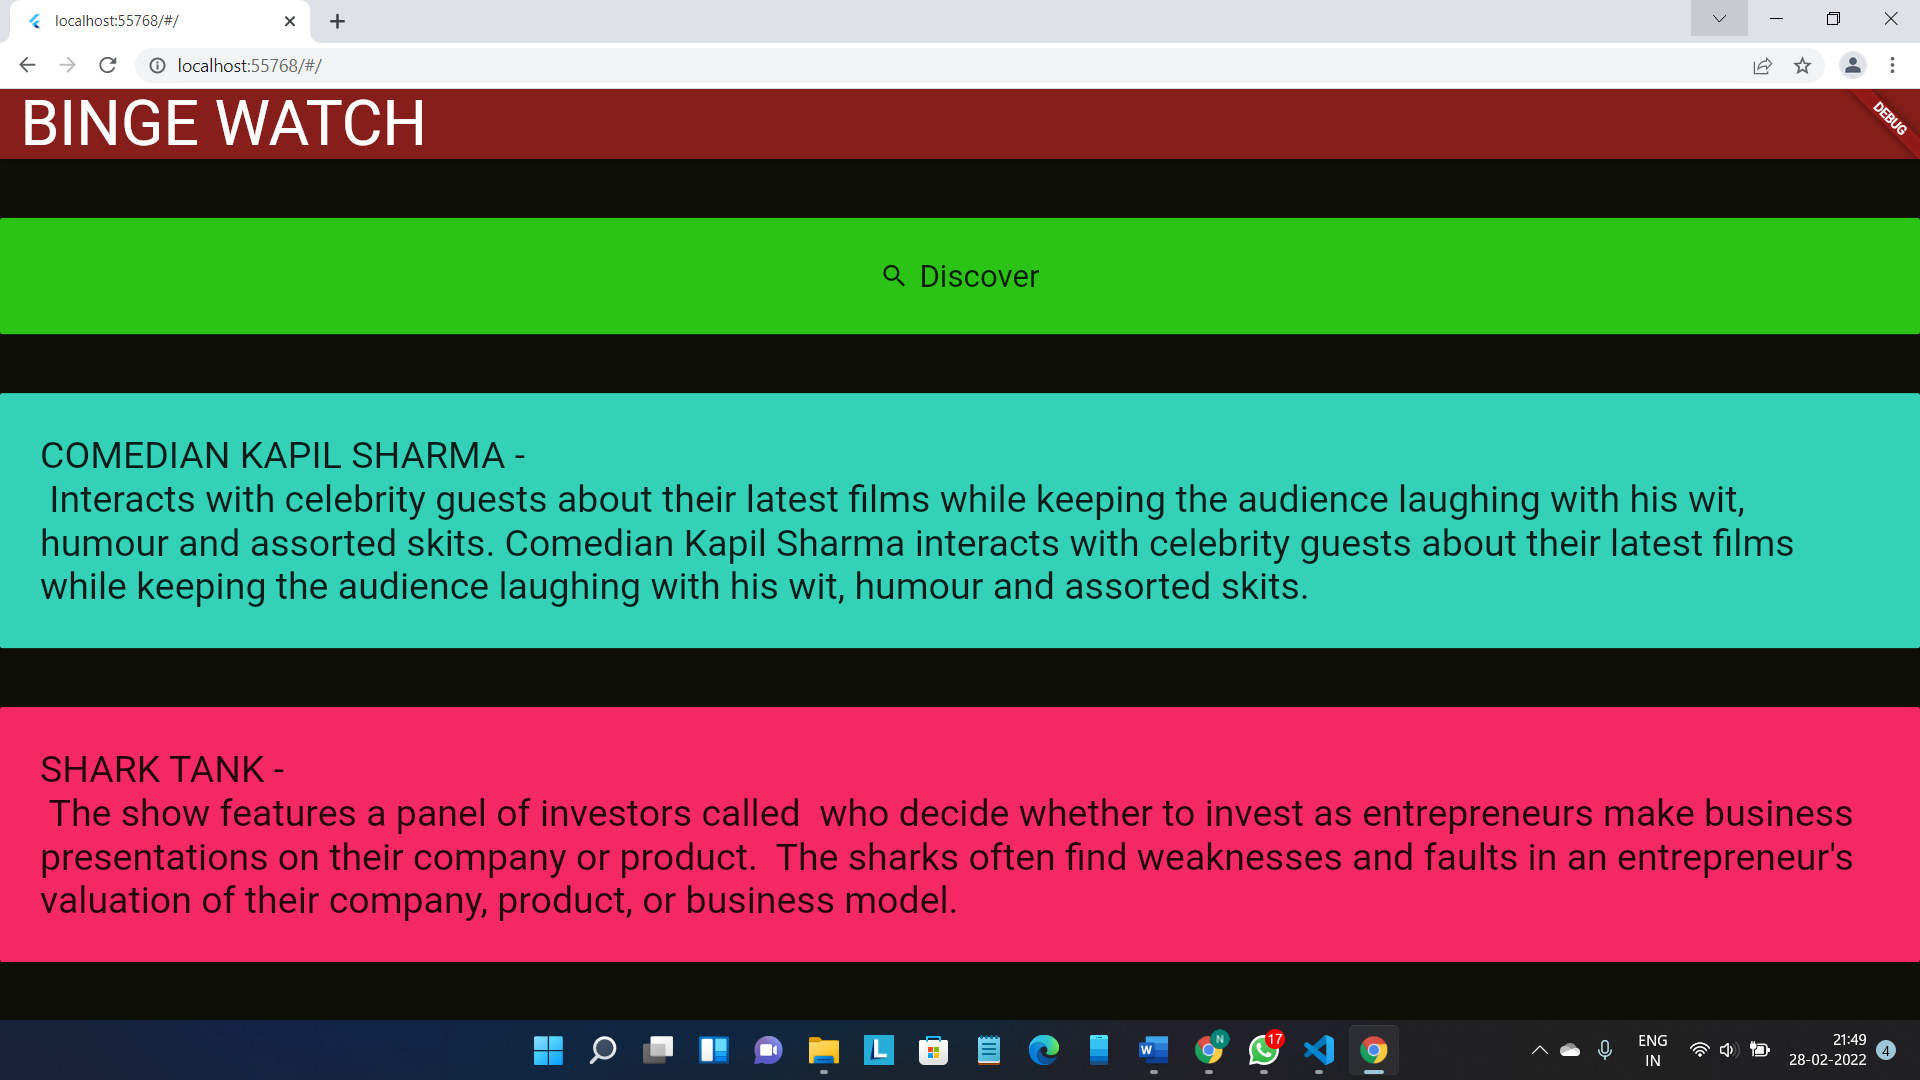 localhost:55768/#/
localhost:55768/#/
BINGE WATCH
DEBUG
Discover
COMEDIAN KAPIL SHARMA -
Interacts with celebrity guests about their latest films while keeping the audience laughing with his wit,
humour and assorted skits. Comedian Kapil Sharma interacts with celebrity guests about their latest films
while keeping the audience laughing with his wit, humour and assorted skits.
SHARK TANK -
The show features a panel of investors called  who decide whether to invest as entrepreneurs make business
presentations on their company or product.  The sharks often find weaknesses and faults in an entrepreneur's
valuation of their company, product, or business model.
L
W
N
17
ENG
IN
21:49
28-02-2022
4